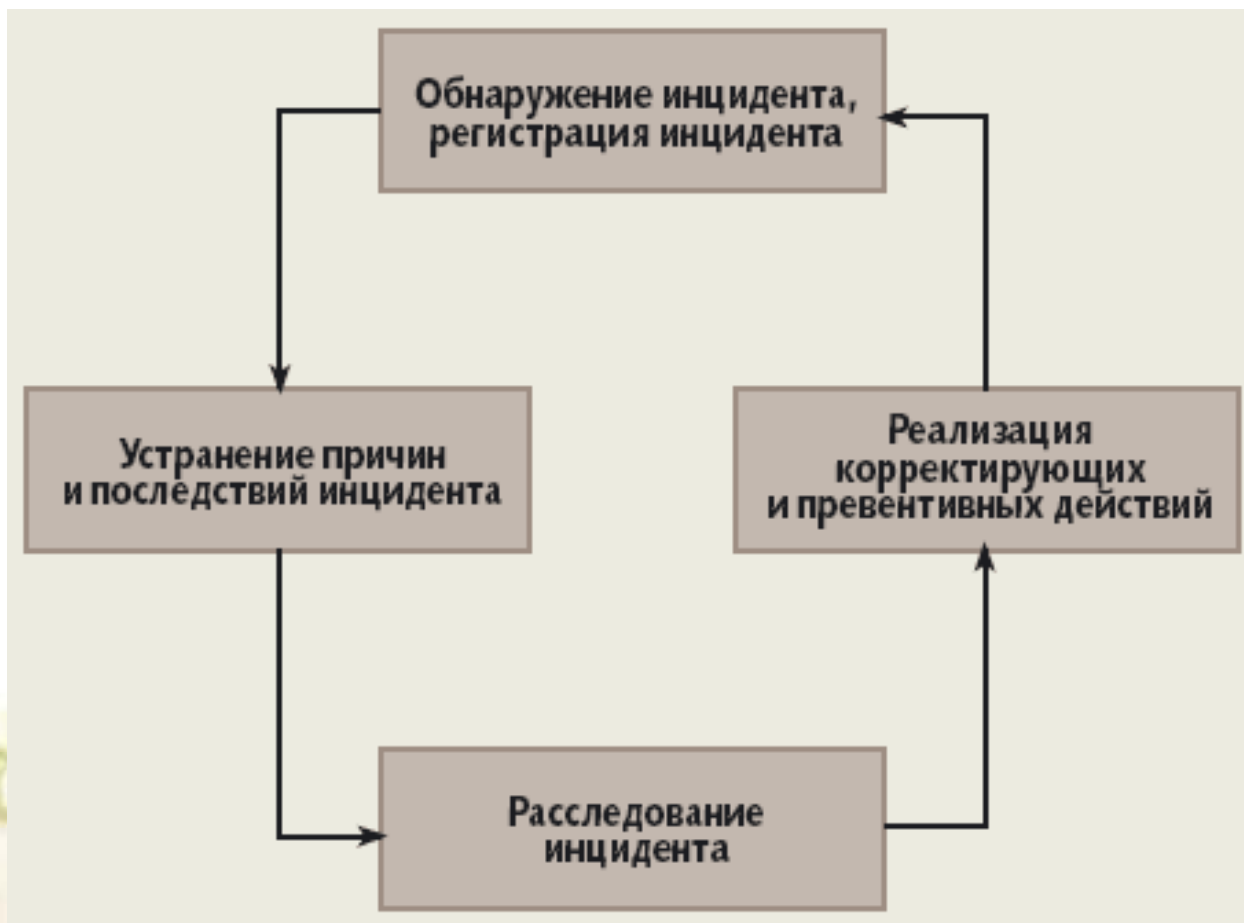 Обнаружение инцидента,
регистрация инцидента
Устранение причин
и последствий инцидента
Реализация
корректирующих
и превентивных действий
Расследование
инцидента